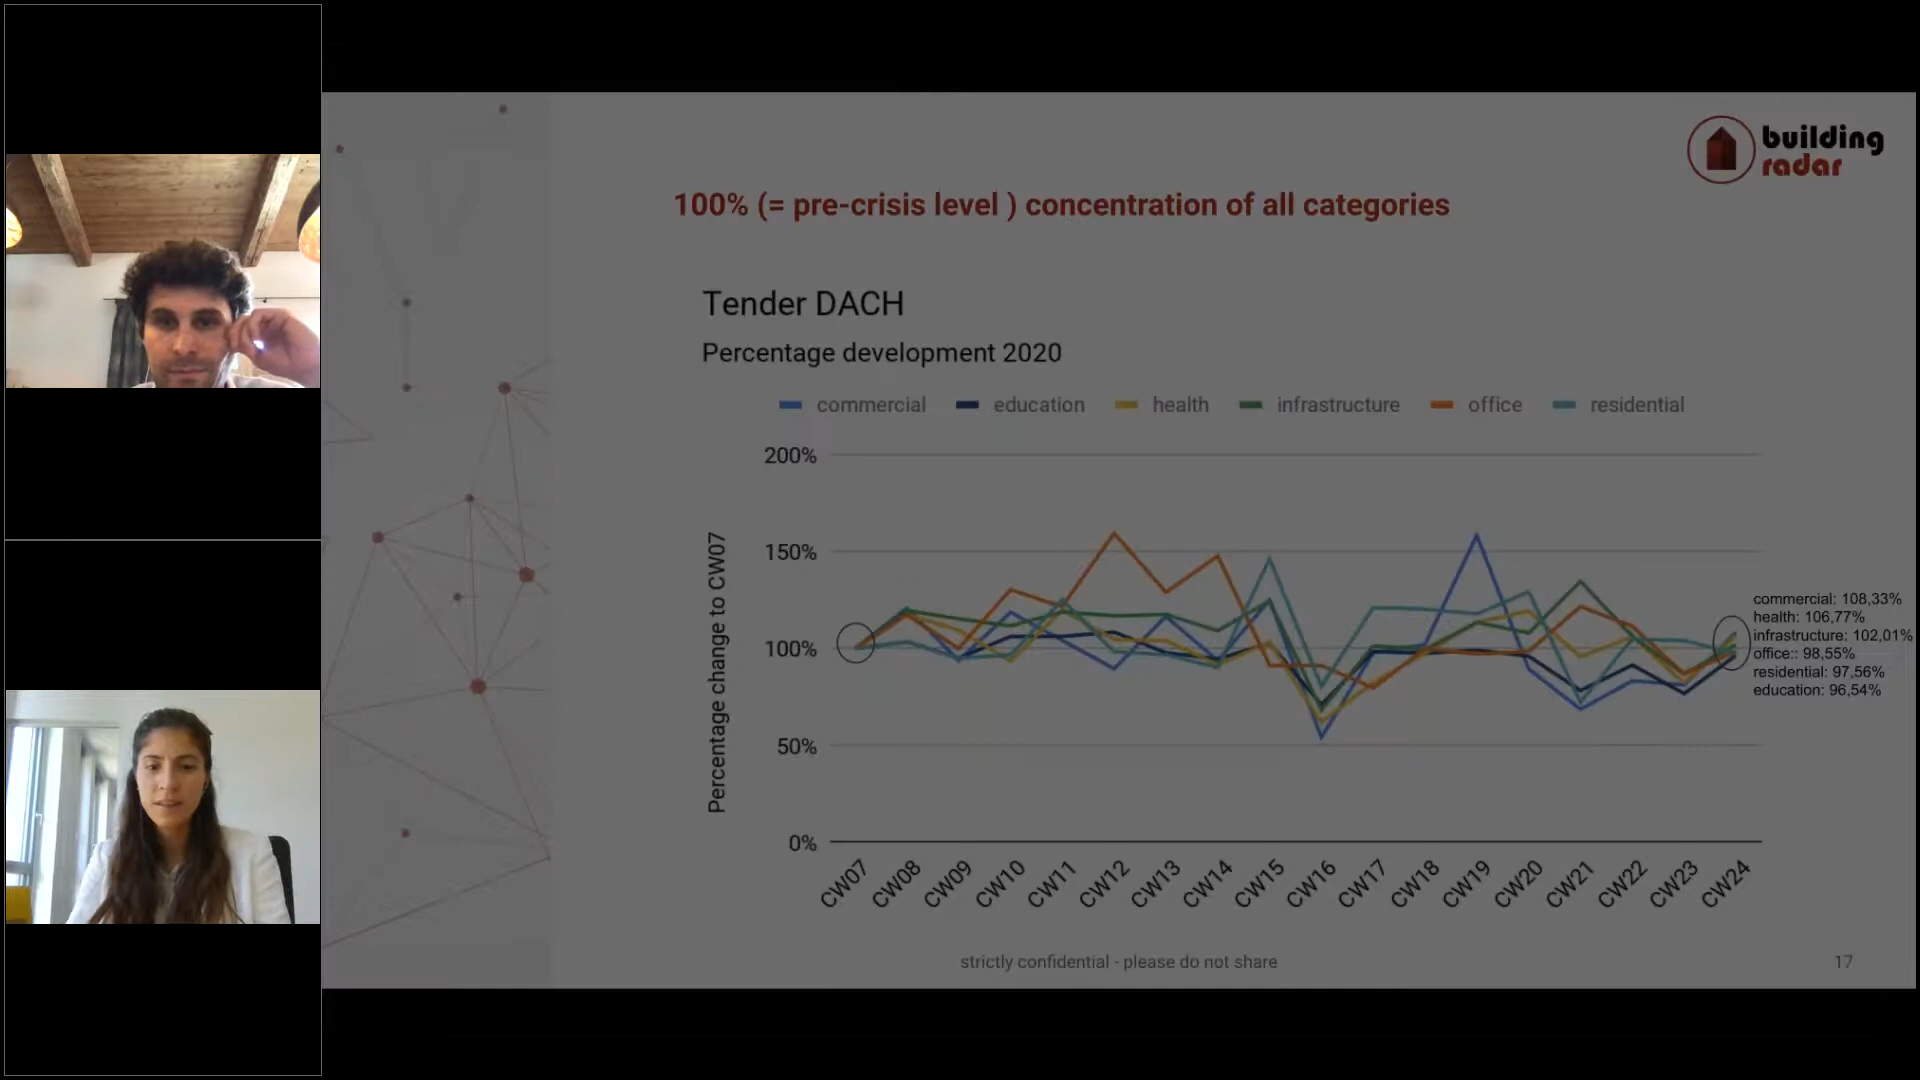 building
radar
100% (= pre-crisis level ) concentration of all categories
Tender DACH
Percentage development 2020
commercial education health infrastructure office residential
Percentage change to CW07
200%
150%
100%
50%
0%
commercial: 108,33%
health: 106,77%
infrastructure: 102,01%
office:: 98,55%
residential: 97,56%
education: 96,54%
CW07 CW08 CW09 CW10 CW11 CW12 CW13 CW14 CW15 CW16 CW17 CW18 CW19 CW20 CW21 CW22 CW23 CW24
strictly confidential - please do not share
17